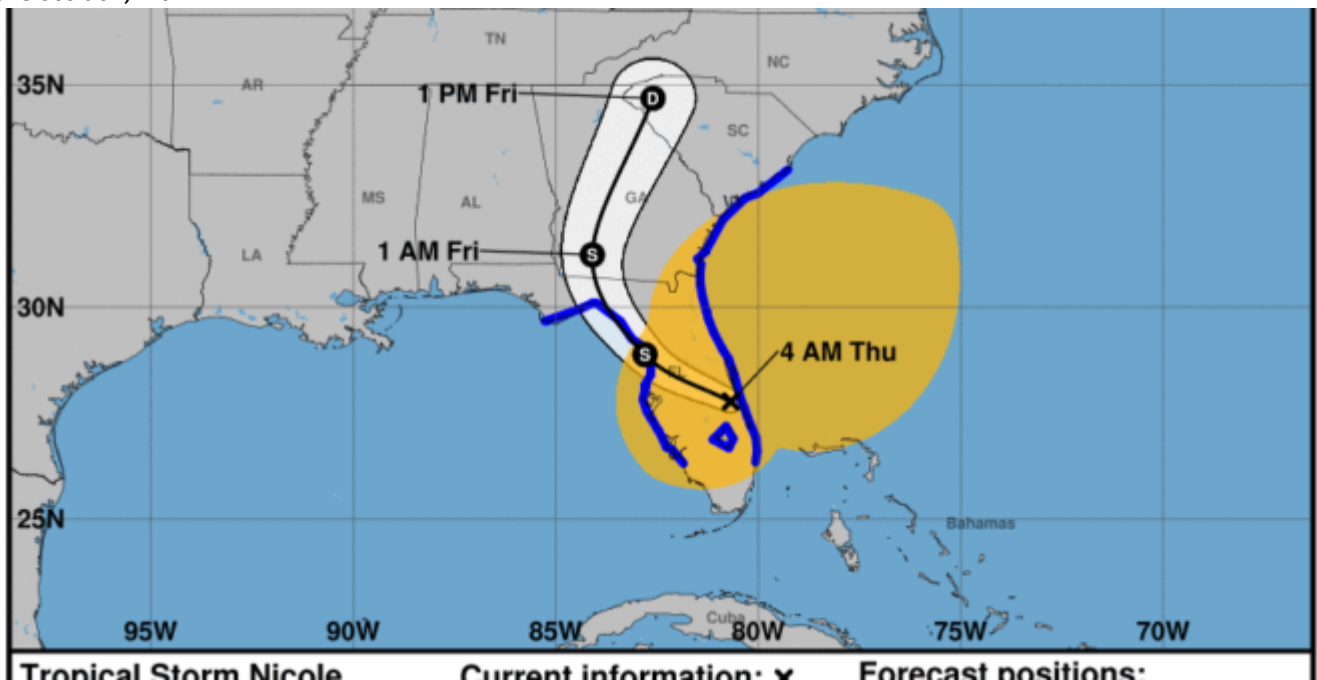 TN
NC
35N
AR
1 PM Fri
D
SC
MS
AL
GA
1 AM Fri
S
LA
30N
S
4 AM Thu
FL
25N
Bahamas
Cuba
95W 90W 85W 80W 75W 70W
Tropical Storm Nicole Current information: x Forecast positions: